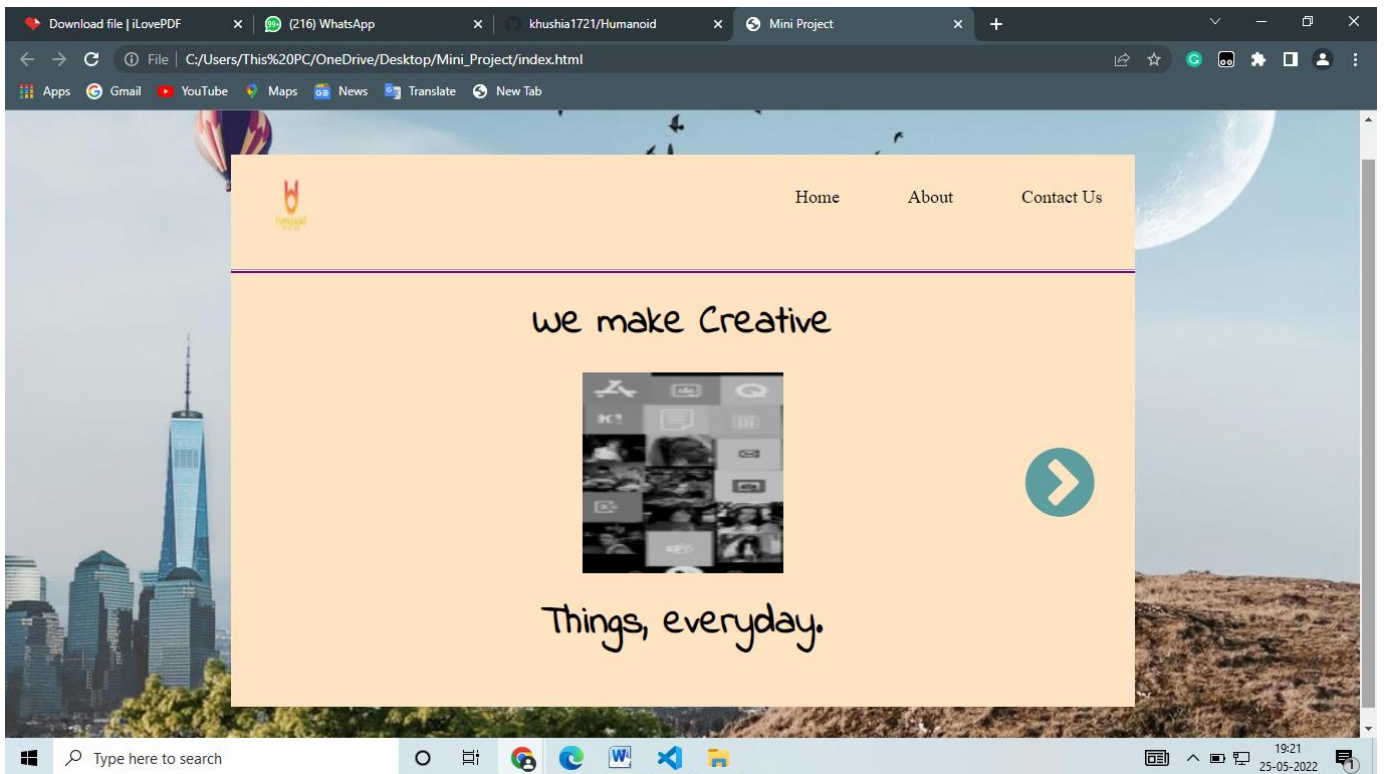 Download file | iLovePDF
(216) WhatsApp
khushia1721/Humanoid
Mini Project
File | C:/Users/This%20PC/OneDrive/Desktop/Mini_Project/index.html
Apps Gmail YouTube Maps News Translate New Tab
Home About Contact Us
We make Creative
Things, everyday.
Type here to search
19:21
25-05-2022